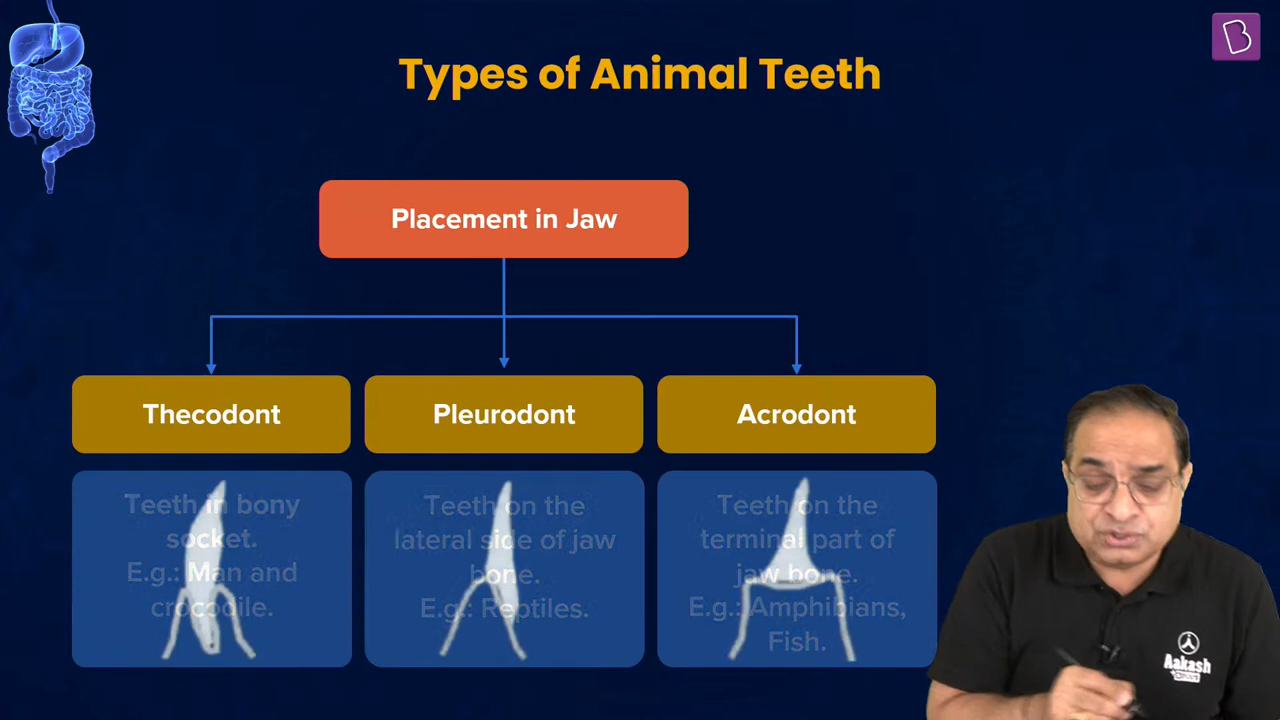 Types of Animal Teeth
Placement in Jaw
Thecodont
Pleurodont
Acrodont
Teeth in bony
socket.
E.g.: Man and
crocodile.
Teeth on the
lateral side of jaw
bone.
E.g.: Reptiles.
Teeth on the
terminal part of
jaw bone.
E.g.: Amphibians,
Fish.
Aakash
+BYJU'S